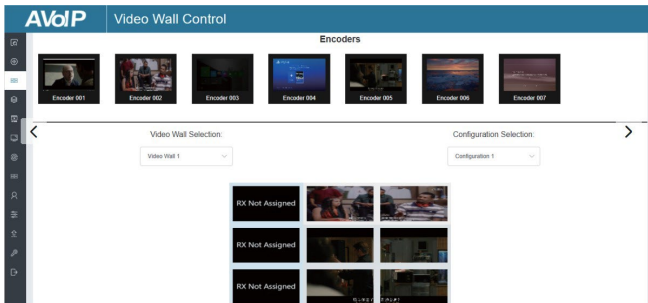 AVoIP Video Wall Control
Encoders
Encoder 001 Encoder 002 Encoder 003 Encoder 004 Encoder 005 Encoder 006 Encoder 007
Video Wall Selection: Configuration Selection:
Video Wall 1 Configuration 1
RX Not Assigned
RX Not Assigned
RX Not Assigned